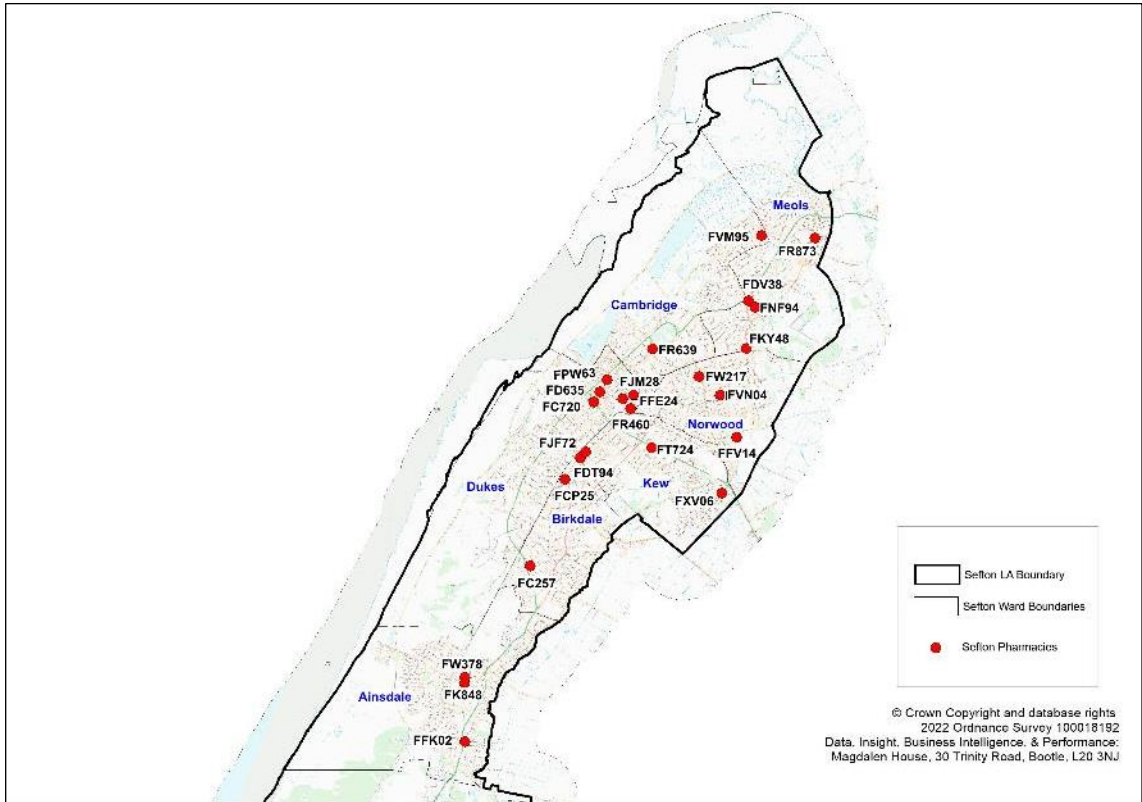 Meols
FVM95
FR873
FDV38
FNF94
Cambridge
FKY48
FR639
FPW63
FJM28
FW217
FD635
FFE24
FVN04
FC720
FR460
Norwood
FJF72
FT724
FFV14
FDT94
Dukes
Kew
FCP25
FXV06
Birkdale
FC257
FW378
Ainsdale
FK848
FFK02
Sefton LA Boundary
Sefton Ward Boundaries
Sefton Pharmacies
© Crown Copyright and database rights
2022 Ordnance Survey 100018192
Data. Insight. Business Intelligence. & Performance:
Magdalen House, 30 Trinity Road, Bootle, L20 3NJ